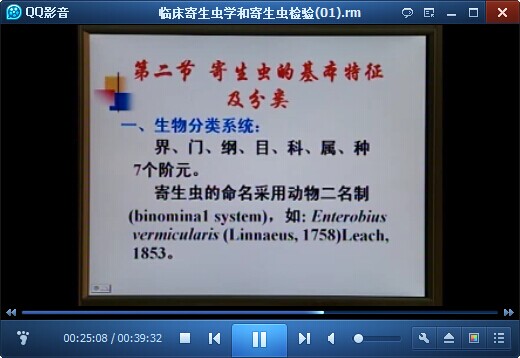 QQ影音
临床寄生虫学和寄生虫检验(01).rm
第二节 寄生虫的基本特征
及分类
一、生物分类系统:
界、门、纲、目、科、属、种
7个阶元。
寄生虫的命名采用动物二名制
(binominal system)，如: Enterobius
vermicularis (Linnaeus, 1758)Leach,
1853。
00:25:08 / 00:39:32